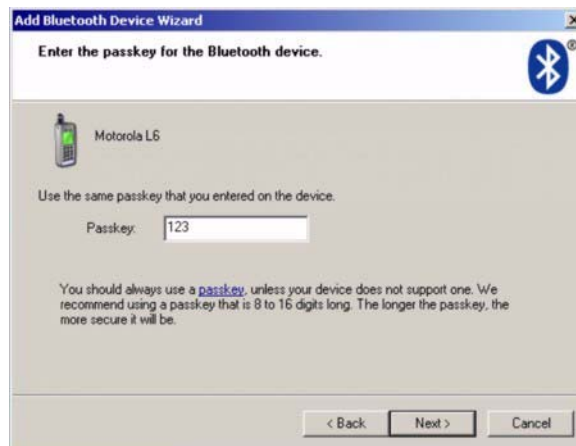 Add Bluetooth Device Wizard
Enter the passkey for the Bluetooth device.
Motorola L6
Use the same passkey that you entered on the device.
Passkey: 123
You should always use a passkey, unless your device does not support one. We
recommend using a passkey that is 8 to 16 digits long. The longer the passkey, the
more secure it will be.
< Back Next > Cancel